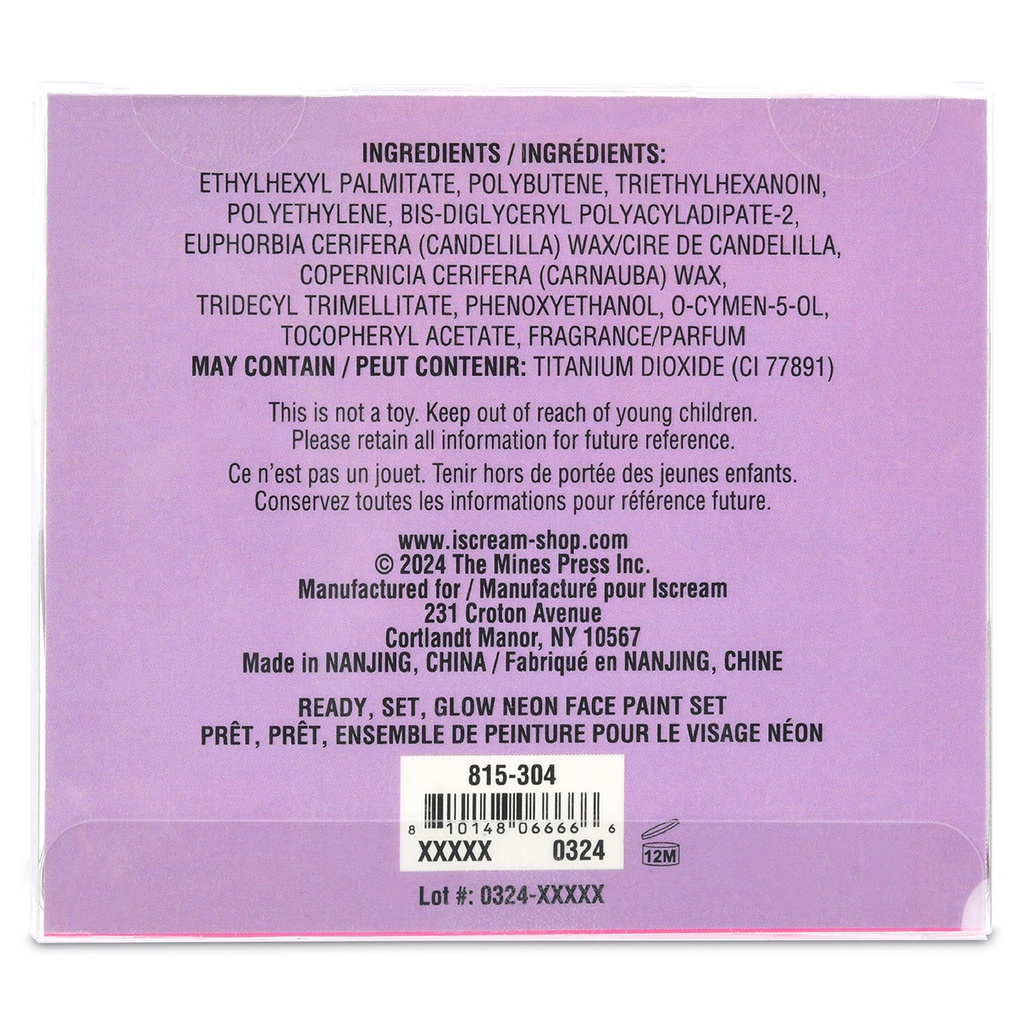 INGREDIENTS / INGRÉDIENTS:
ETHYLHEXYL PALMITATE, POLYBUTENE, TRIETHYLHEXANOIN,
POLYETHYLENE, BIS-DIGLYCERYL POLYACYLADIPATE-2,
EUPHORBIA CERIFERA (CANDELILLA) WAX/CIRE DE CANDELILLA,
COPERNICIA CERIFERA (CARNAUBA) WAX,
TRIDECYL TRIMELLITATE, PHENOXYETHANOL, O-CYMEN-5-OL,
TOCOPHERYL ACETATE, FRAGRANCE/PARFUM
MAY CONTAIN / PEUT CONTENIR: TITANIUM DIOXIDE (CI 77891)
This is not a toy. Keep out of reach of young children.
Please retain all information for future reference.
Ce n'est pas un jouet. Tenir hors de portée des jeunes enfants.
Conservez toutes les informations pour référence future.
www.iscream-shop.com
© 2024 The Mines Press Inc.
Manufactured for / Manufacturé pour Iscream
231 Croton Avenue
Cortlandt Manor, NY 10567
Made in NANJING, CHINA / Fabriqué en NANJING, CHINE
READY, SET, GLOW NEON FACE PAINT SET
PRÊT, PRÊT, ENSEMBLE DE PEINTURE POUR LE VISAGE NÉON
815-304
8 10148 06666 6
XXXXX 0324
12M
Lot #: 0324-XXXXX